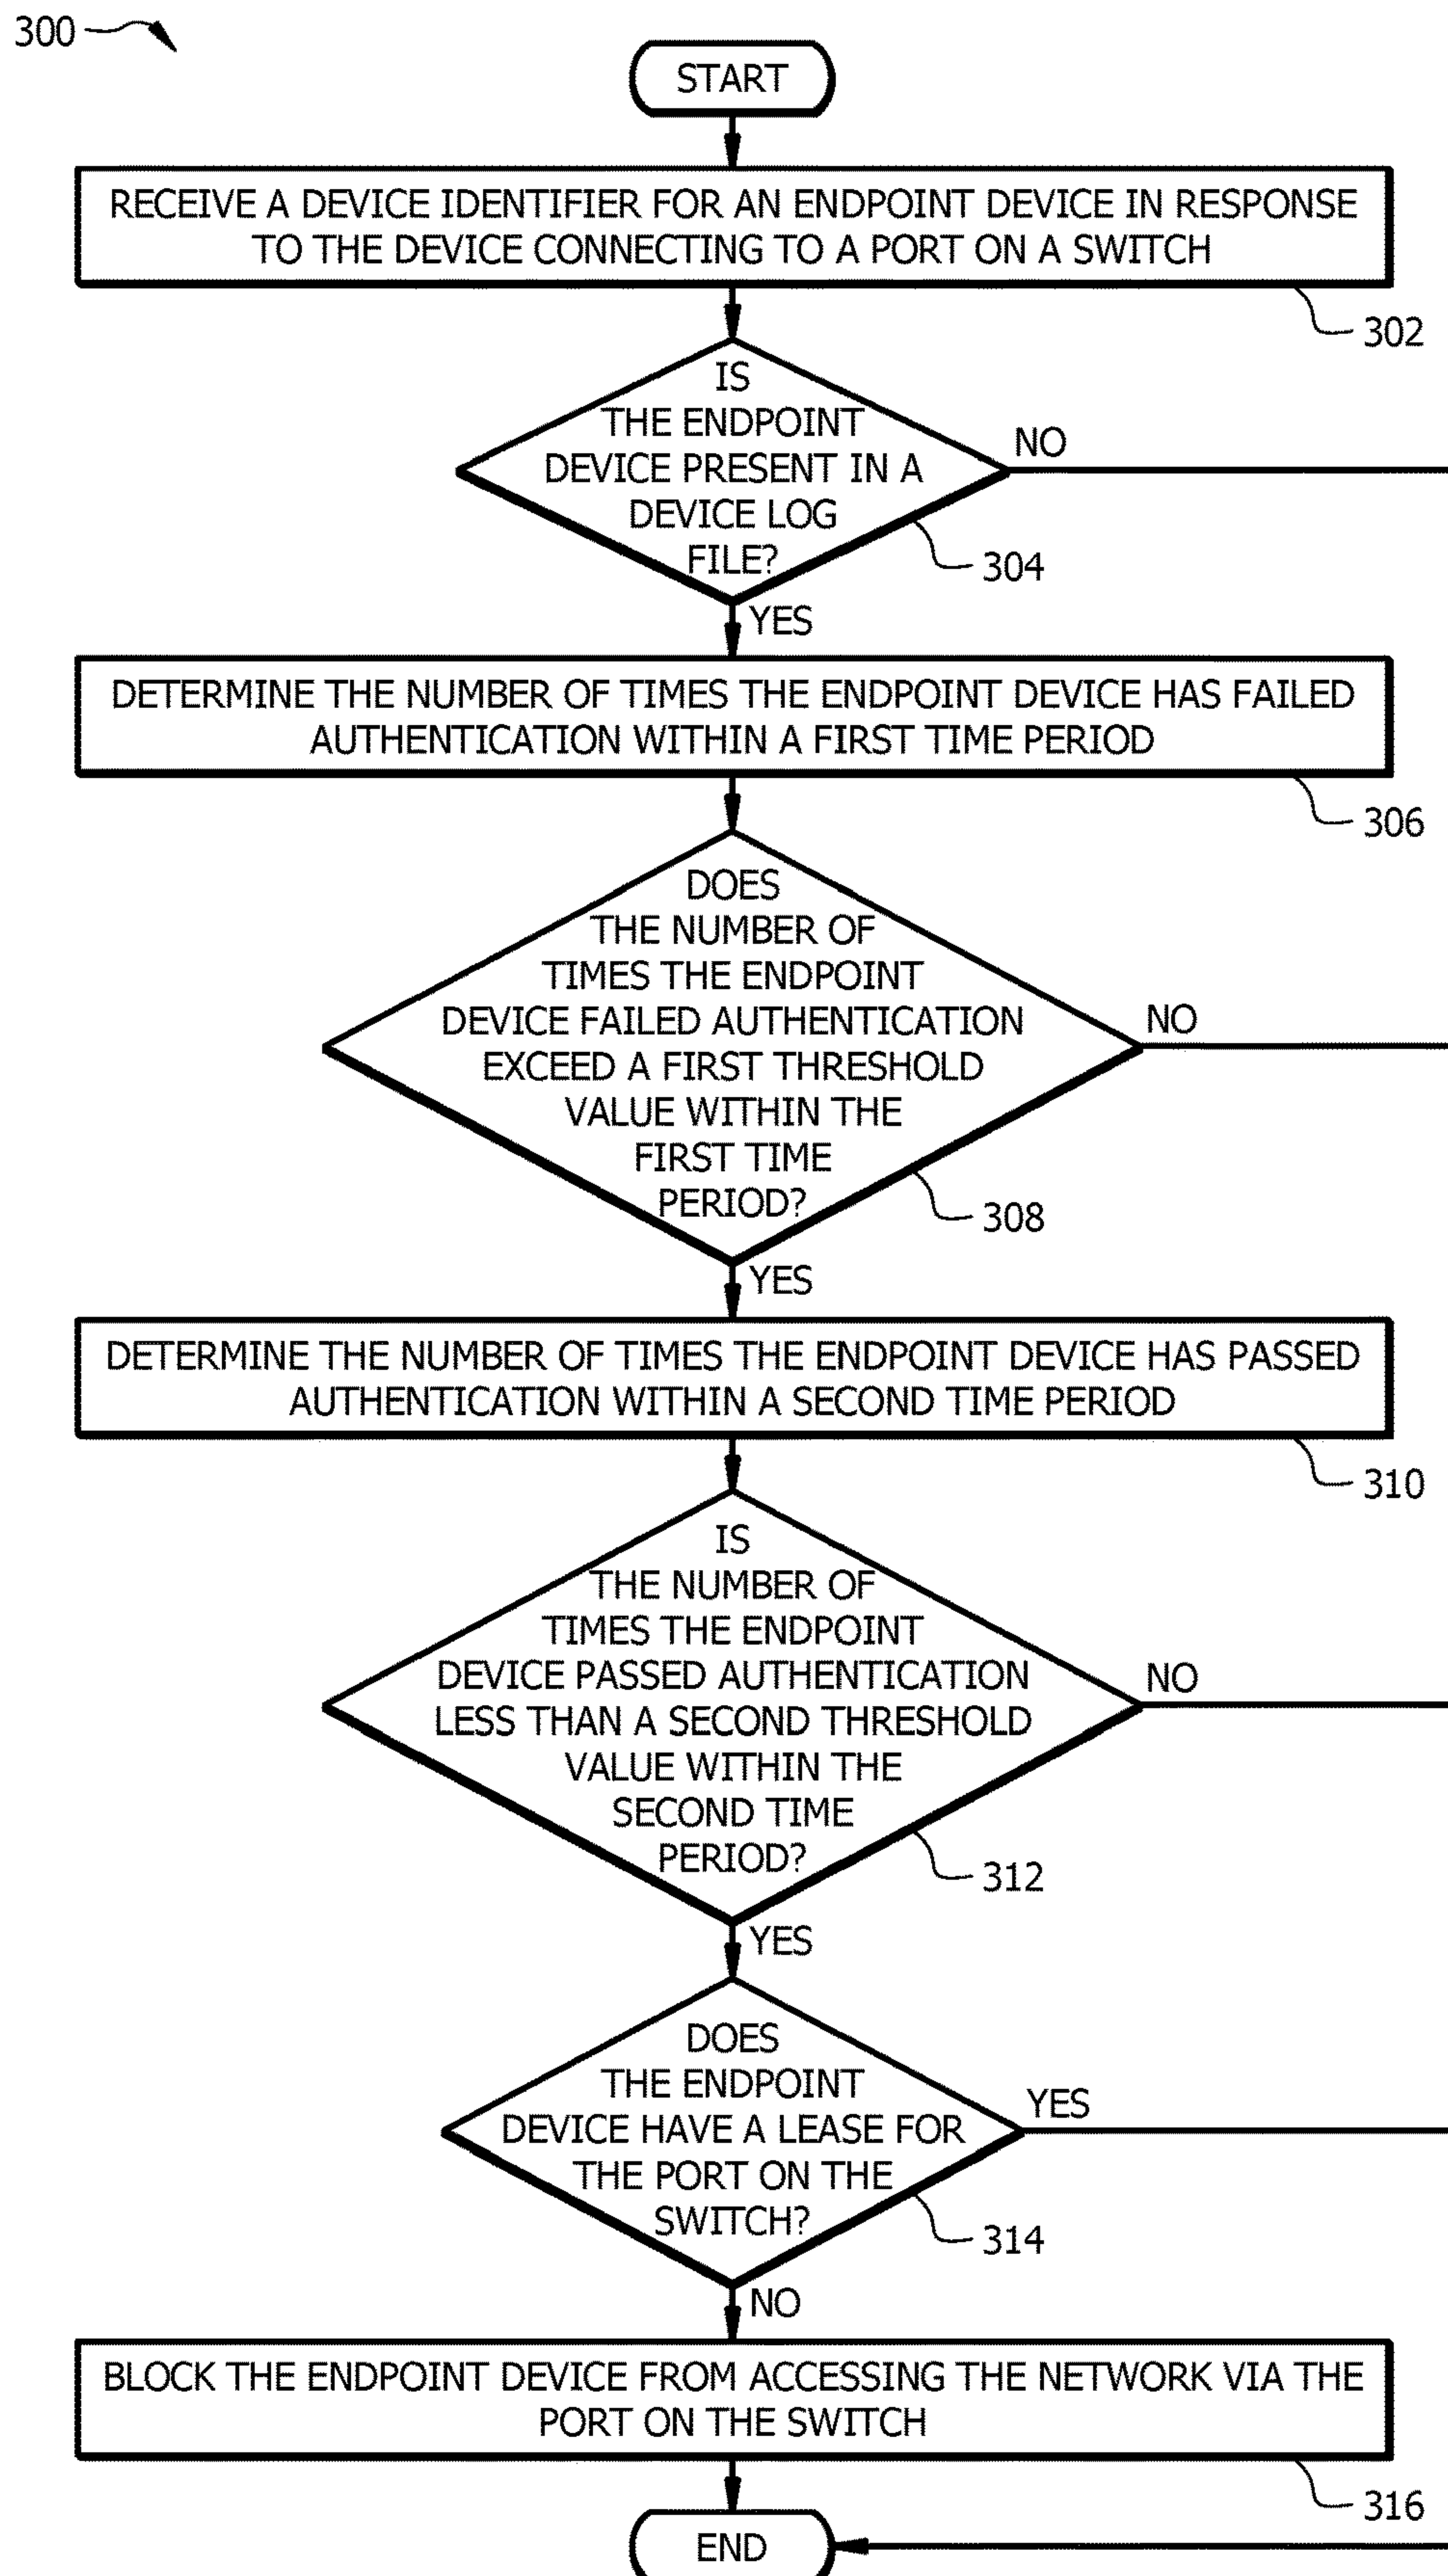 300
START
RECEIVE A DEVICE IDENTIFIER FOR AN ENDPOINT DEVICE IN RESPONSE
TO THE DEVICE CONNECTING TO A PORT ON A SWITCH
302
IS
THE ENDPOINT
DEVICE PRESENT IN A
DEVICE LOG
FILE?
NO
304
YES
DETERMINE THE NUMBER OF TIMES THE ENDPOINT DEVICE HAS FAILED
AUTHENTICATION WITHIN A FIRST TIME PERIOD
306
DOES
THE NUMBER OF
TIMES THE ENDPOINT
DEVICE FAILED AUTHENTICATION
EXCEED A FIRST THRESHOLD
VALUE WITHIN THE
FIRST TIME
PERIOD?
NO
308
YES
DETERMINE THE NUMBER OF TIMES THE ENDPOINT DEVICE HAS PASSED
AUTHENTICATION WITHIN A SECOND TIME PERIOD
310
IS
THE NUMBER OF
TIMES THE ENDPOINT
DEVICE PASSED AUTHENTICATION
LESS THAN A SECOND THRESHOLD
VALUE WITHIN THE
SECOND TIME
PERIOD?
NO
312
YES
DOES
THE ENDPOINT
DEVICE HAVE A LEASE FOR
THE PORT ON THE
SWITCH?
YES
314
NO
BLOCK THE ENDPOINT DEVICE FROM ACCESSING THE NETWORK VIA THE
PORT ON THE SWITCH
316
END